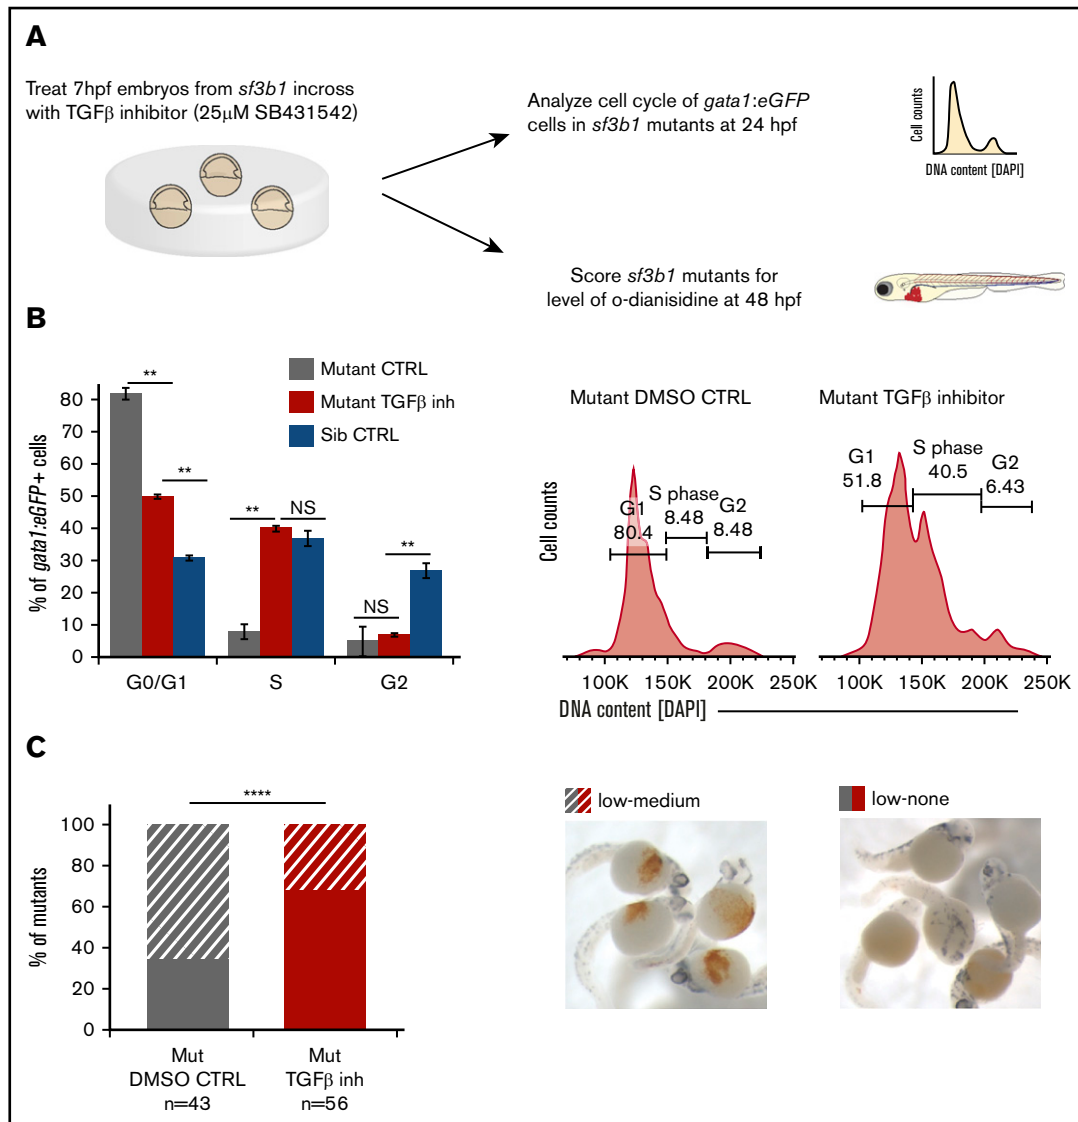 A
Treat 7hpf embryos from sf3b1 incross
with TGFβ inhibitor (25μM SB431542)
Analyze cell cycle of gata1:eGFP
cells in sf3b1 mutants at 24 hpf
Cell counts
DNA content [DAPI]
Score sf3b1 mutants for
level of o-dianisidine at 48 hpf
B
% of gata1:eGFP+ cells
80
70
60
50
40
30
20
10
0
**
**
**
NS
NS
**
G0/G1
S
G2
Mutant CTRL
Mutant TGFβ inh
Sib CTRL
Mutant DMSO CTRL
Cell counts
G1
80.4
S phase
8.48
G2
8.48
100K
150K
200K
250K
Mutant TGFβ inhibitor
G1
51.8
S phase
40.5
G2
6.43
100K
150K
200K
250K
DNA content [DAPI]
C
% of mutants
100
80
60
40
20
0
****
Mut
DMSO CTRL
n=43
Mut
TGFβ inh
n=56
low-medium
low-none